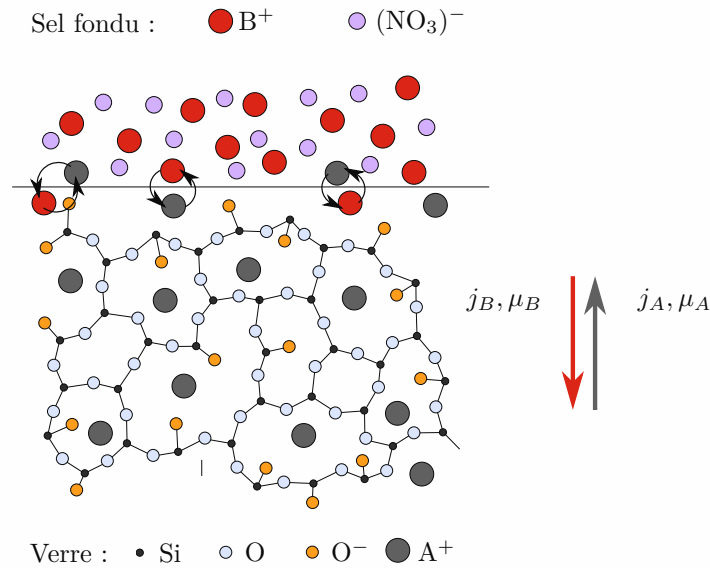 Sel fondu : B⁺ (NO₃)⁻
j_B, μ_B j_A, μ_A
Verre : Si O O⁻ A⁺